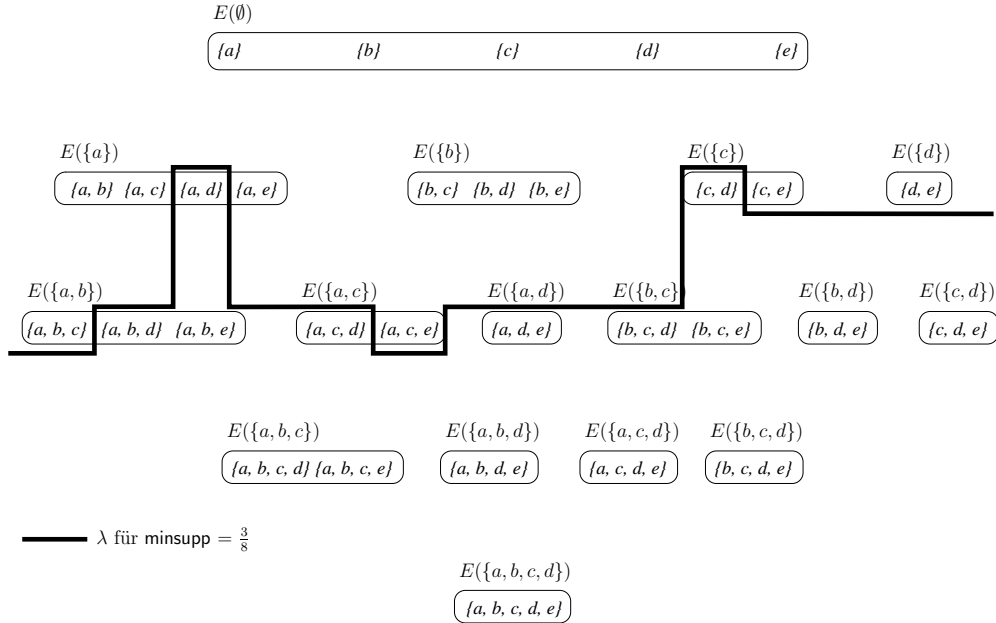 E(∅)
{a} {b} {c} {d} {e}
E({a}) E({b}) E({c}) E({d})
{a, b} {a, c} {a, d} {a, e} {b, c} {b, d} {b, e} {c, d} {c, e} {d, e}
E({a, b}) E({a, c}) E({a, d}) E({b, c}) E({b, d}) E({c, d})
{a, b, c} {a, b, d} {a, b, e} {a, c, d} {a, c, e} {a, d, e} {b, c, d} {b, c, e} {b, d, e} {c, d, e}
E({a, b, c}) E({a, b, d}) E({a, c, d}) E({b, c, d})
{a, b, c, d} {a, b, c, e} {a, b, d, e} {a, c, d, e} {b, c, d, e}
λ für minsupp = 3/8
E({a, b, c, d})
{a, b, c, d, e}